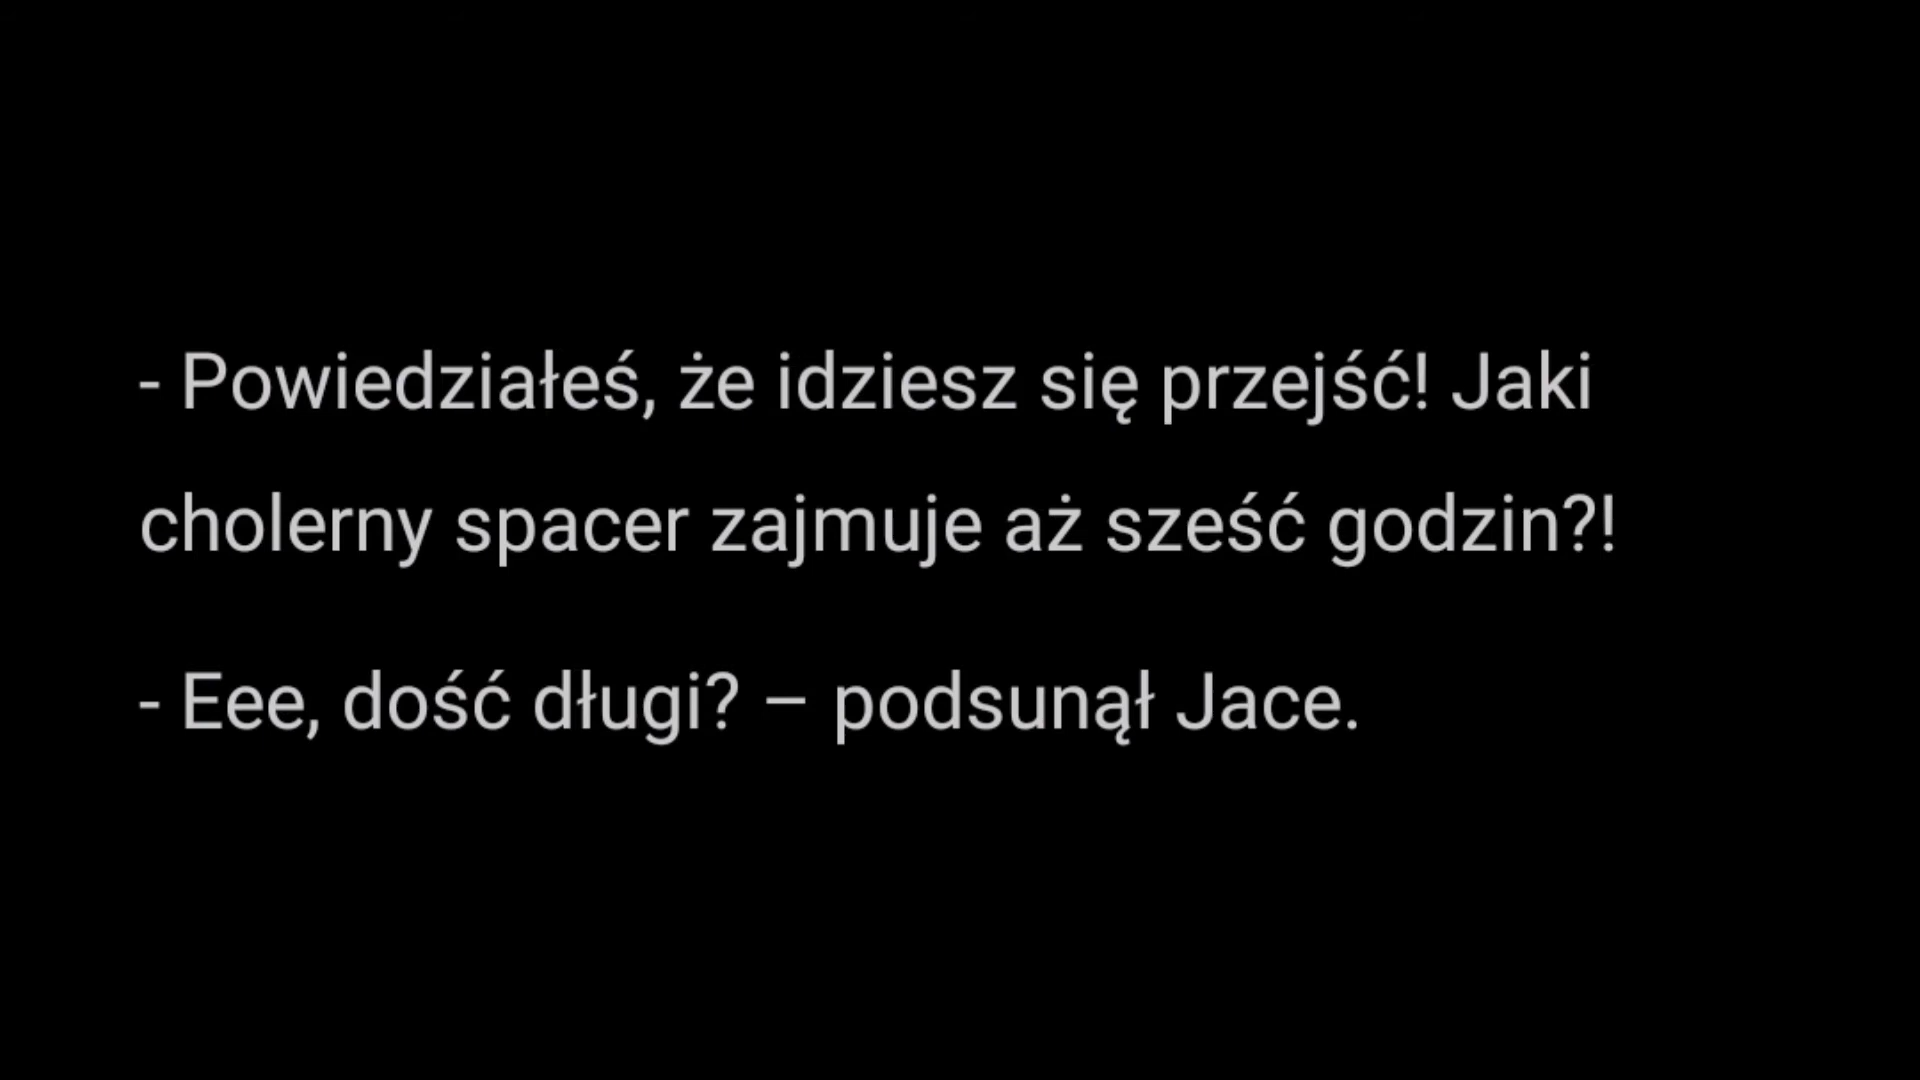 - Powiedziałeś, że idziesz się przejść! Jaki
cholerny spacer zajmuje aż sześć godzin?!
- Eee, dość długi? – podsunął Jace.